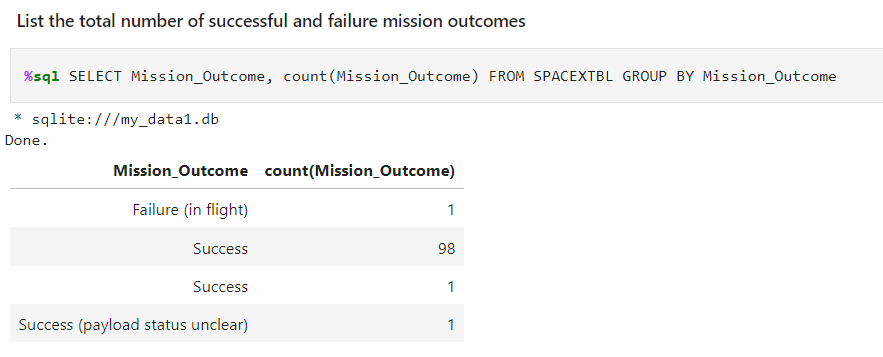 List the total number of successful and failure mission outcomes
%sql SELECT Mission_Outcome, count(Mission_Outcome) FROM SPACEXTBL GROUP BY Mission_Outcome
* sqlite:///my_data1.db
Done.
Mission_Outcome count(Mission_Outcome)
Failure (in flight) 1
Success 98
Success 1
Success (payload status unclear) 1